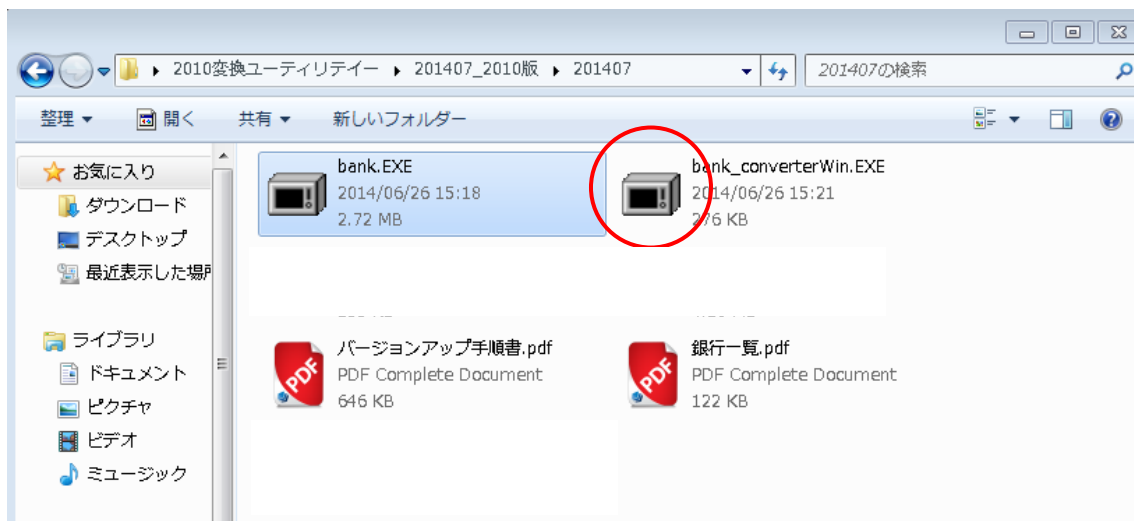 2010変換ユーティリテイー ▸ 201407_2010版 ▸ 201407
201407の検索
整理 開く 共有 新しいフォルダー
お気に入り
ダウンロード
デスクトップ
最近表示した場所
ライブラリ
ドキュメント
ピクチャ
ビデオ
ミュージック
bank.EXE
2014/06/26 15:18
2.72 MB
bank_converterWin.EXE
2014/06/26 15:21
276 KB
バージョンアップ手順書.pdf
PDF Complete Document
646 KB
銀行一覧.pdf
PDF Complete Document
122 KB